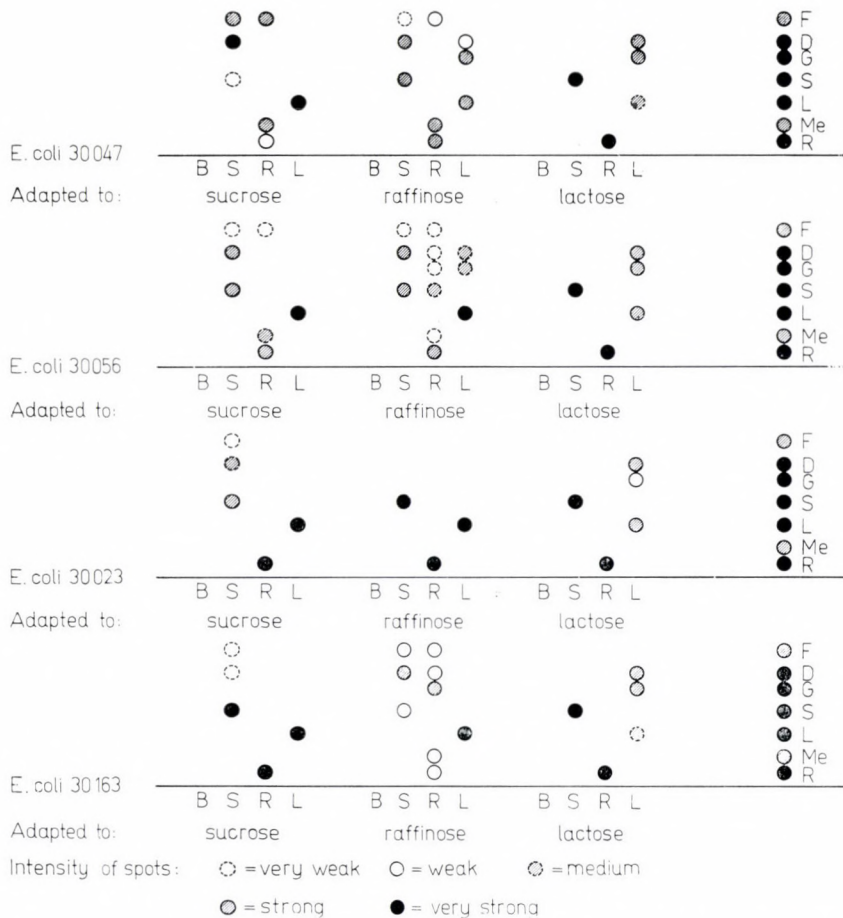 F
D
G
S
L
Me
R
E. coli 30047
B S R L B S R L B S R L
Adapted to: sucrose raffinose lactose
F
D
G
S
L
Me
R
E. coli 30056
B S R L B S R L B S R L
Adapted to: sucrose raffinose lactose
F
D
G
S
L
Me
R
E. coli 30023
B S R L B S R L B S R L
Adapted to: sucrose raffinose lactose
F
D
G
S
L
Me
R
E. coli 30163
B S R L B S R L B S R L
Adapted to: sucrose raffinose lactose
Intensity of spots: = very weak = weak = medium
= strong = very strong